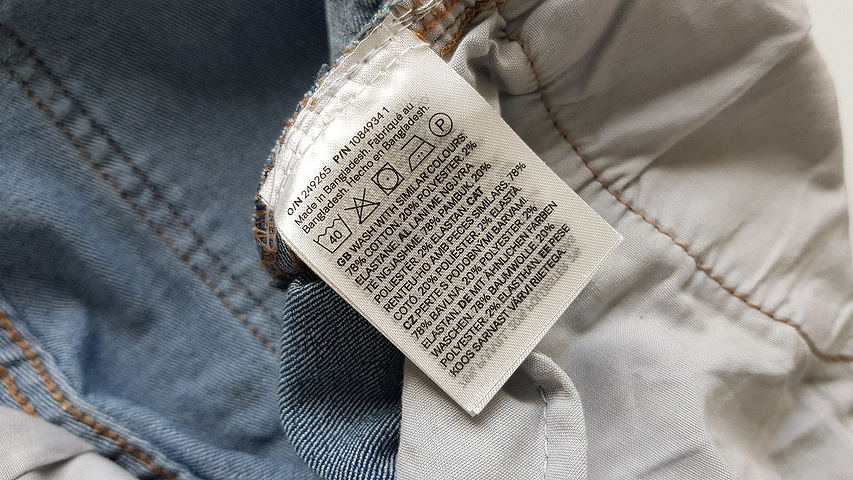 O/N 249265 P/N 1084934 1
Made in Bangladesh. Fabriqué au
Bangladesh. Hecho en Bangladesh.
40 P
GB WASH WITH SIMILAR COLOURS.
78% COTTON, 20% POLYESTER, 2%
ELASTANE AL LANI ME NGJYRA
TË NGJASHME. 78% PAMBUK, 20%
POLIESTER, 2% ELASTAN. CAT
RENTEU-HO AMB PECES SIMILARS. 78%
COTÓ, 20% POLIÈSTER, 2% ELASTÀ.
CZ PERTE S PODOBNÝMI BARVAMI.
78% BAVLNA, 20% POLYESTER, 2%
ELASTAN. DE MIT ÄHNLICHEN FARBEN
WASCHEN. 78% BAUMWOLLE, 20%
POLYESTER, 2% ELASTHAN. EE PESE
KOOS SARNAST VÄRVI RIIETEGA.